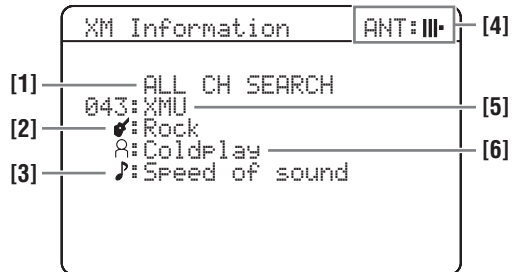 XM Information ANT: [4]
[1] ALL CH SEARCH
043:XMU [5]
[2] :Rock
:Coldplay [6]
[3] :Speed of sound